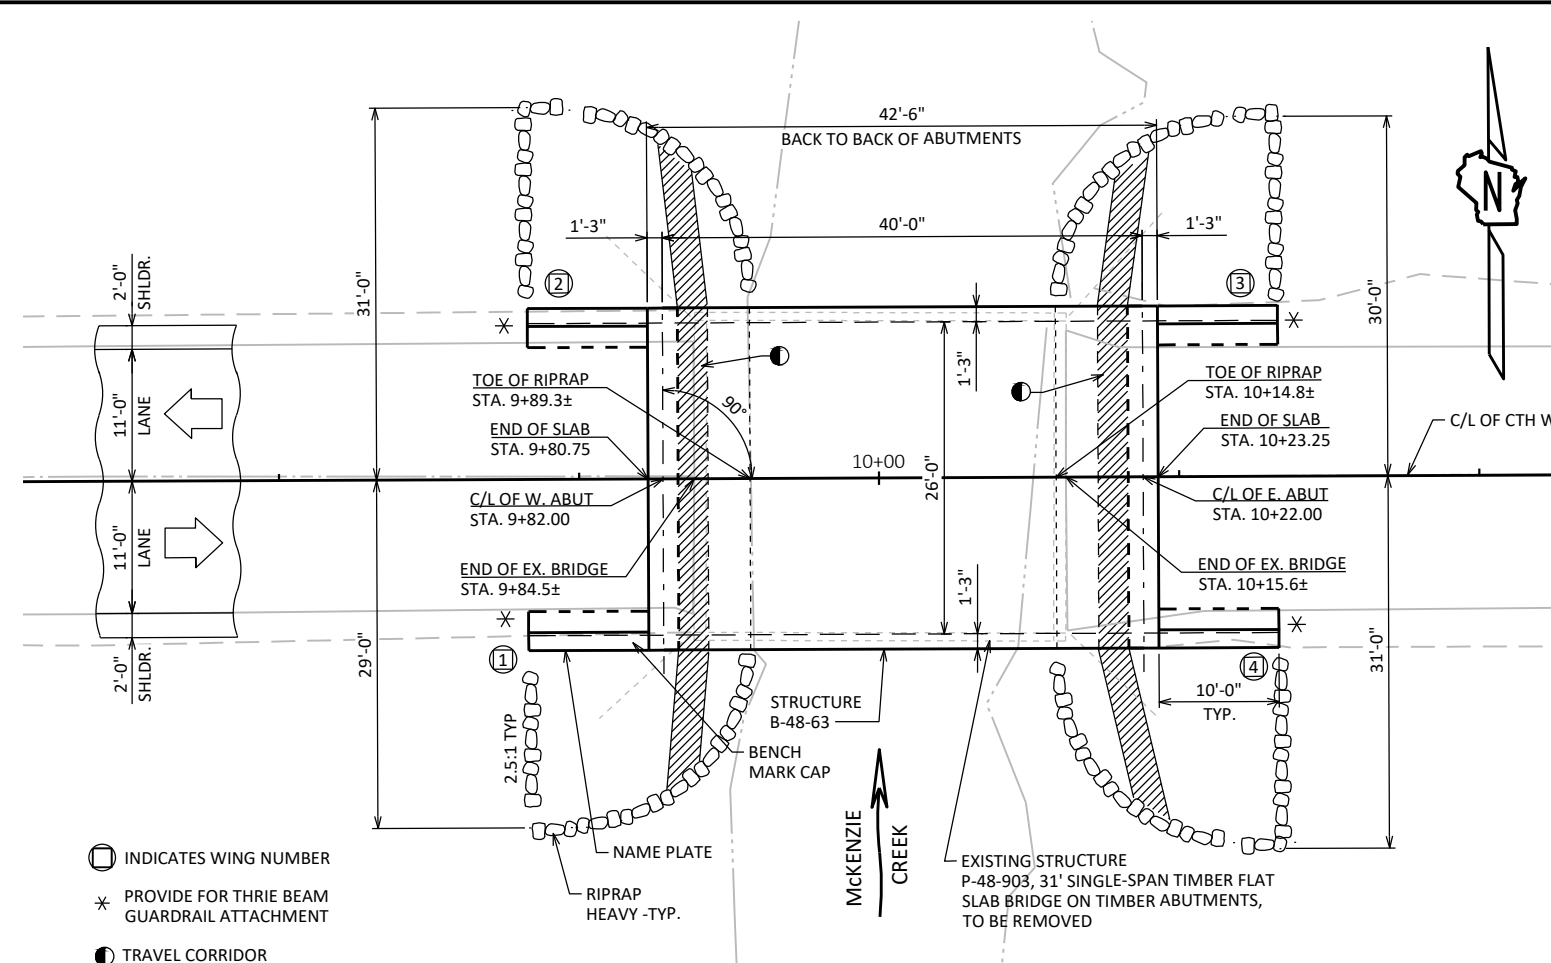 42'-6"
BACK TO BACK OF ABUTMENTS
1'-3"
40'-0"
1'-3"
N
2'-0"
SHLDR.
31'-0"
2
3
30'-0"
1'-3"
11'-0"
LANE
TOE OF RIPRAP
STA. 9+89.3±
90°
TOE OF RIPRAP
STA. 10+14.8±
END OF SLAB
STA. 9+80.75
END OF SLAB
STA. 10+23.25
C/L OF CTH W
10+00
26'-0"
C/L OF W. ABUT
STA. 9+82.00
C/L OF E. ABUT
STA. 10+22.00
11'-0"
LANE
END OF EX. BRIDGE
STA. 9+84.5±
END OF EX. BRIDGE
STA. 10+15.6±
1'-3"
2'-0"
SHLDR.
29'-0"
1
4
31'-0"
10'-0"
TYP.
STRUCTURE
B-48-63
2.5:1 TYP
BENCH
MARK CAP
McKENZIE
CREEK
NAME PLATE
RIPRAP
HEAVY -TYP.
EXISTING STRUCTURE
P-48-903, 31' SINGLE-SPAN TIMBER FLAT
SLAB BRIDGE ON TIMBER ABUTMENTS,
TO BE REMOVED
INDICATES WING NUMBER
PROVIDE FOR THRIE BEAM
GUARDRAIL ATTACHMENT
TRAVEL CORRIDOR